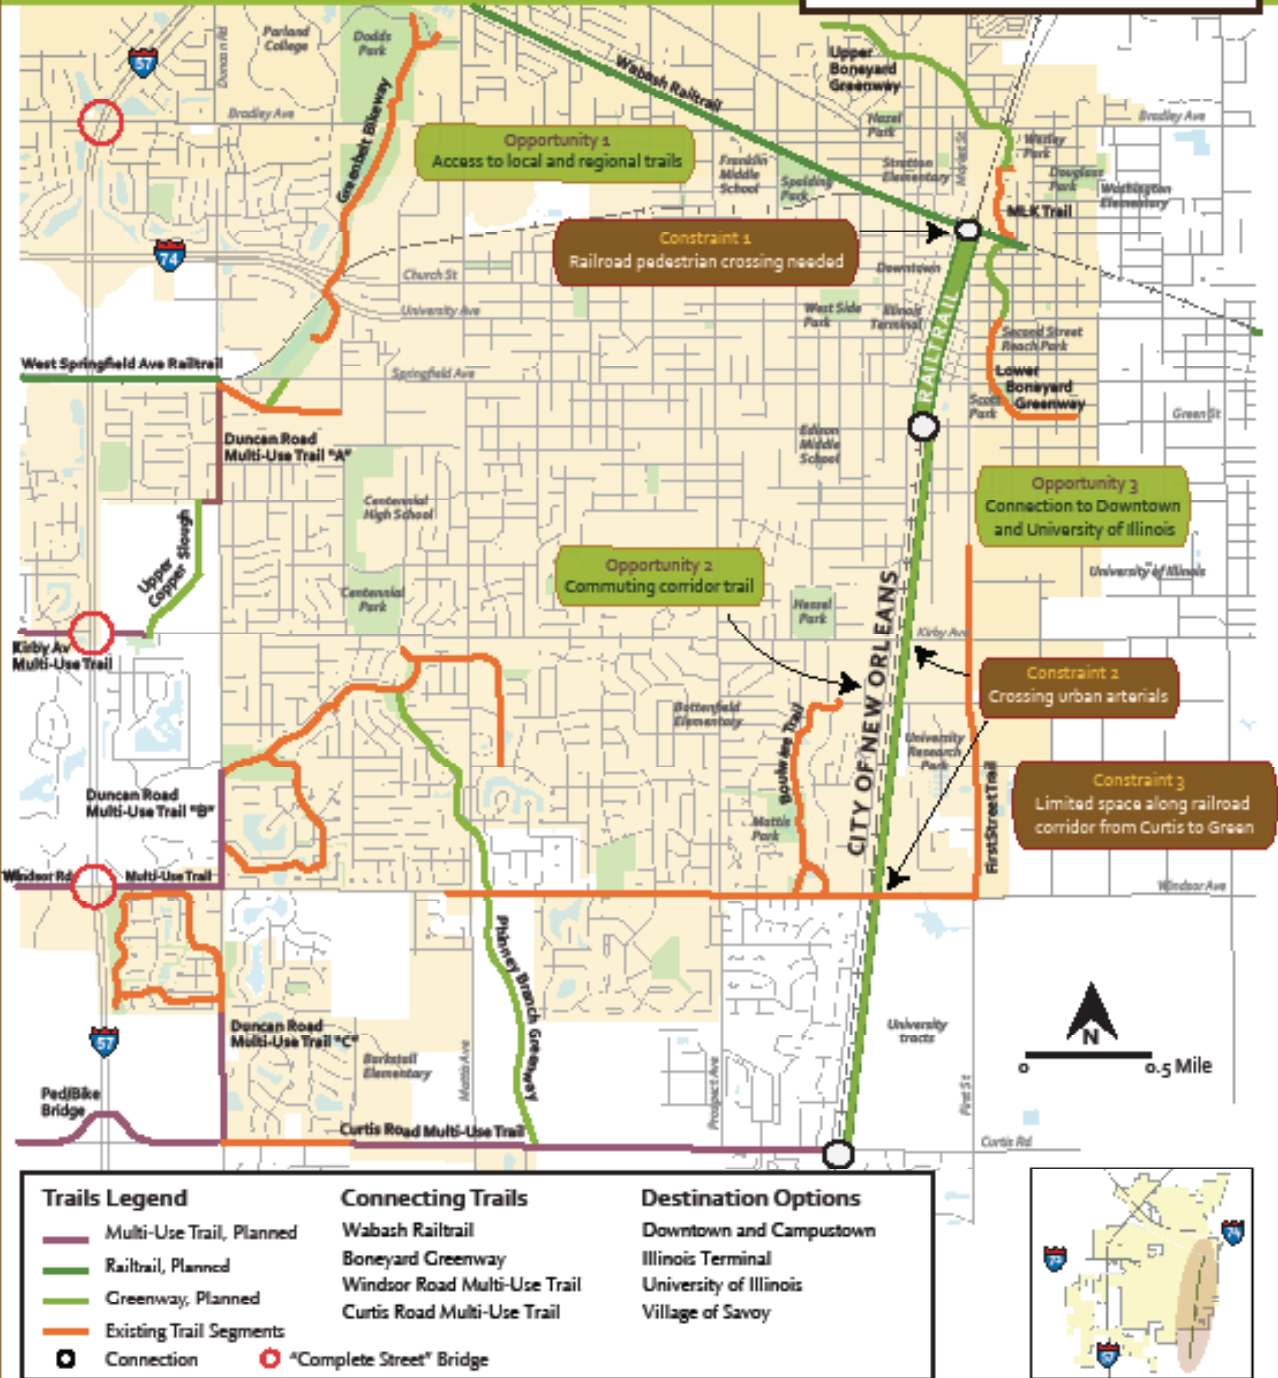 57
Duncan Rd
Parland
College
Dodds
Park
Wabash Railtrail
Upper
Boneyard
Greenway
Bradley Ave
Greenbelt Bikeway
Opportunity 1
Access to local and regional trails
Hazel
Park
Market St
Bradley Ave
Franklin
Middle
School
Spalding
Park
Stratton
Elementary
Wesley
Park
Douglass
Park
Washington
Elementary
MLK Trail
Constraint 1
Railroad pedestrian crossing needed
74
Church St
University Ave
Downtown
West Side
Park
Illinois
Terminal
RAILTRAIL
Second Street
Reach Park
West Springfield Ave Railtrail
Springfield Ave
Lower
Boneyard
Greenway
Scott
Park
Green St
Duncan Road
Multi-Use Trail "A"
Edison
Middle
School
Centennial
High School
Opportunity 3
Connection to Downtown
and University of Illinois
Upper
Copper Slough
Opportunity 2
Commuting corridor trail
University of Illinois
Centennial
Park
Hessel
Park
CITY OF NEW ORLEANS
Kirby Ave
Kirby Av
Multi-Use Trail
Constraint 2
Crossing urban arterials
Bottenfield
Elementary
Boulware Trail
University
Research
Park
First Street Trail
Constraint 3
Limited space along railroad
corridor from Curtis to Green
Duncan Road
Multi-Use Trail "B"
Mattis
Park
Windsor Rd
Multi-Use Trail
Windsor Ave
Phinney Branch Greenway
57
Duncan Road
Multi-Use Trail "C"
University
tracts
N
0
0.5 Mile
Barkstall
Elementary
Mattis Ave
Prospect Ave
First St
Ped/Bike
Bridge
Curtis Road Multi-Use Trail
Curtis Rd
Trails Legend
Multi-Use Trail, Planned
Railtrail, Planned
Greenway, Planned
Existing Trail Segments
Connection
"Complete Street" Bridge
Connecting Trails
Wabash Railtrail
Boneyard Greenway
Windsor Road Multi-Use Trail
Curtis Road Multi-Use Trail
Destination Options
Downtown and Campustown
Illinois Terminal
University of Illinois
Village of Savoy
74
57